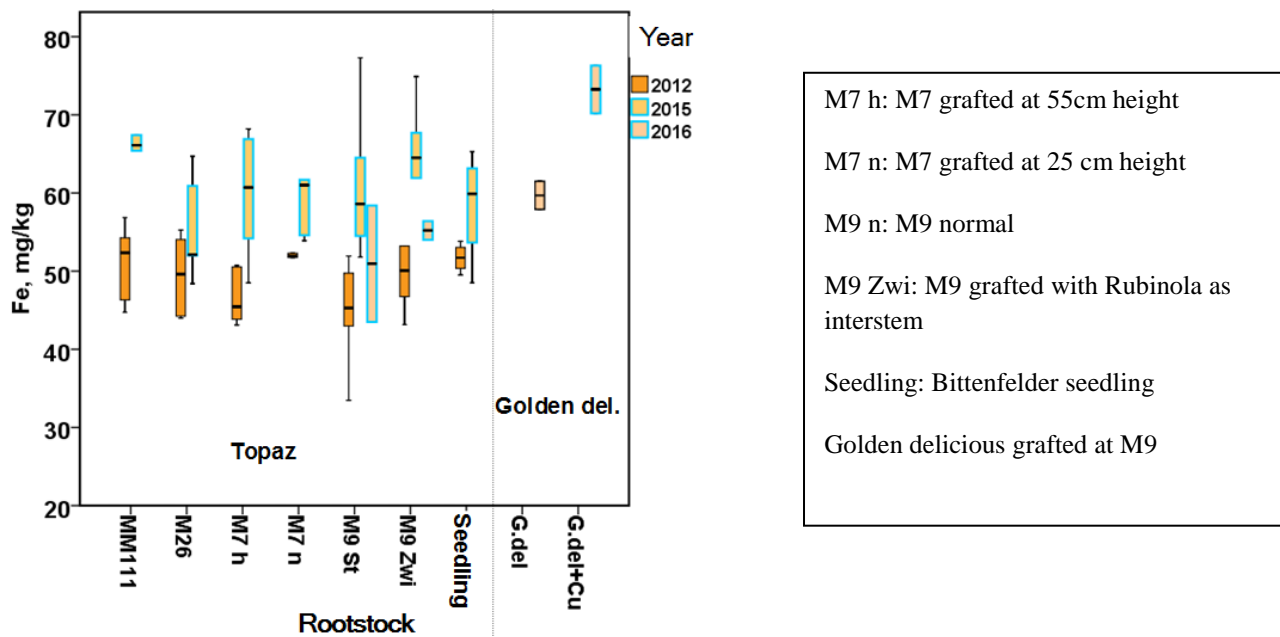 Year
2012
2015
2016
Fe, mg/kg
80
70
60
50
40
30
20
Topaz
Golden del.
MM111
M26
M7 h
M7 n
M9 St
M9 Zwi
Seedling
G.del
G.del+Cu
Rootstock
M7 h: M7 grafted at 55cm height
M7 n: M7 grafted at 25 cm height
M9 n: M9 normal
M9 Zwi: M9 grafted with Rubinola as
interstem
Seedling: Bittenfelder seedling
Golden delicious grafted at M9